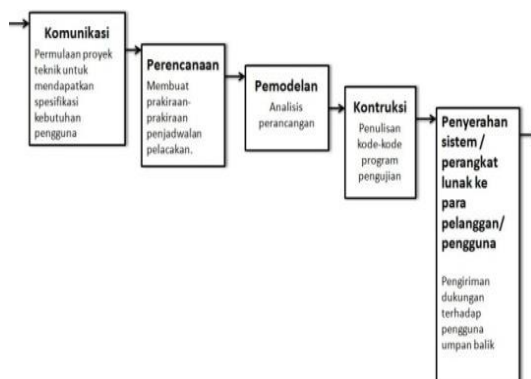 Komunikasi
Permulaan proyek
teknik untuk
mendapatkan
spesifikasi
kebutuhan
pengguna
Perencanaan
Membuat
prakiraan-
prakiraan
penjadwalan
pelacakan.
Pemodelan
Analisis
perancangan
Kontruksi
Penulisan
kode-kode
program
pengujian
Penyerahan
sistem /
perangkat
lunak ke
para
pelanggan/
pengguna
Pengiriman
dukungan
terhadap
pengguna
umpan balik